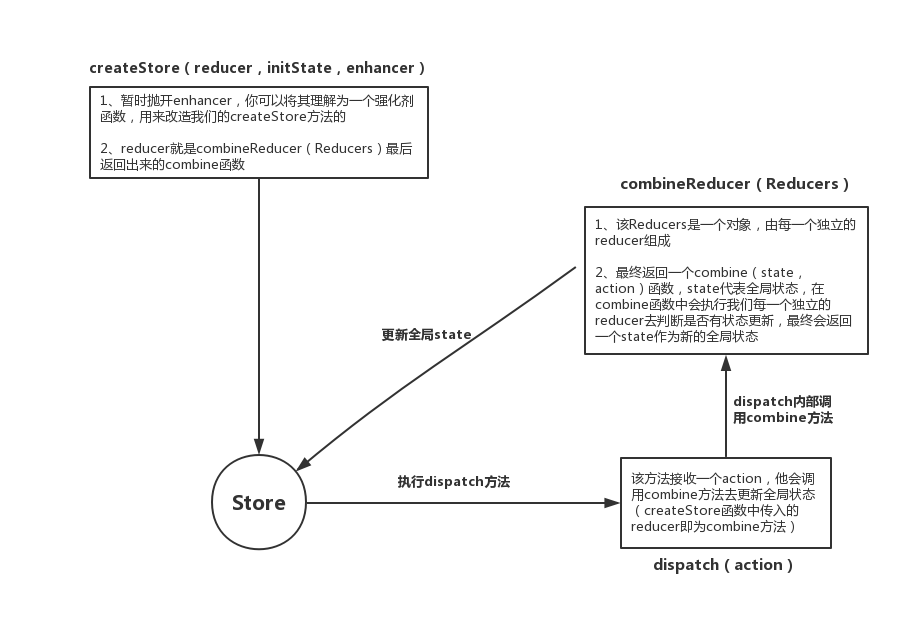 createStore（reducer，initState，enhancer）
1、暂时抛开enhancer，你可以将其理解为一个强化剂
函数，用来改造我们的createStore方法的
2、reducer就是combineReducer（Reducers）最后
返回出来的combine函数
combineReducer（Reducers）
1、该Reducers是一个对象，由每一个独立的
reducer组成
2、最终返回一个combine（state，
action）函数，state代表全局状态，在
combine函数中会执行我们每一个独立的
reducer去判断是否有状态更新，最终会返回
一个state作为新的全局状态
更新全局state
dispatch内部调
用combine方法
Store
执行dispatch方法
该方法接收一个action，他会调
用combine方法去更新全局状态
（createStore函数中传入的
reducer即为combine方法）
dispatch（action）